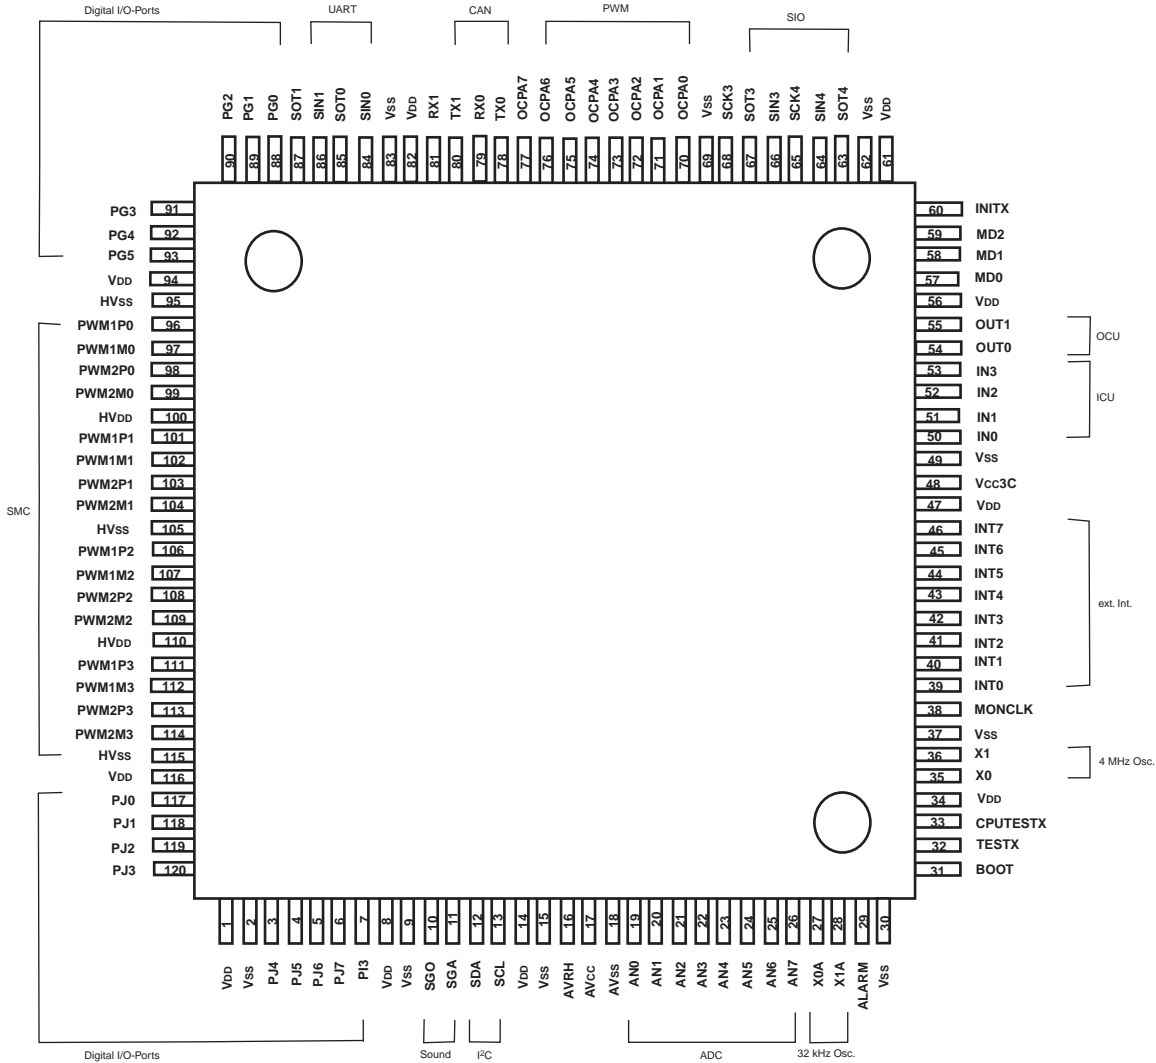 Digital I/O-Ports
UART
CAN
PWM
SIO
PG2 PG1 PG0 SOT1 SIN1 SOT0 SIN0 VSS VDD RX1 TX1 RX0 TX0 OCPA7 OCPA6 OCPA5 OCPA4 OCPA3 OCPA2 OCPA1 OCPA0 VSS SCK3 SOT3 SIN3 SCK4 SIN4 SOT4 VSS VDD
90 89 88 87 86 85 84 83 82 81 80 79 78 77 76 75 74 73 72 71 70 69 68 67 66 65 64 63 62 61
PG3 91
PG4 92
PG5 93
VDD 94
HVSS 95
PWM1P0 96
PWM1M0 97
PWM2P0 98
PWM2M0 99
HVDD 100
PWM1P1 101
PWM1M1 102
PWM2P1 103
PWM2M1 104
SMC
HVSS 105
PWM1P2 106
PWM1M2 107
PWM2P2 108
PWM2M2 109
HVDD 110
PWM1P3 111
PWM1M3 112
PWM2P3 113
PWM2M3 114
HVSS 115
VDD 116
PJ0 117
PJ1 118
PJ2 119
PJ3 120
60 INITX
59 MD2
58 MD1
57 MD0
56 VDD
55 OUT1
OCU
54 OUT0
53 IN3
52 IN2
ICU
51 IN1
50 IN0
49 VSS
48 VCC3C
47 VDD
46 INT7
45 INT6
44 INT5
43 INT4
ext. Int.
42 INT3
41 INT2
40 INT1
39 INT0
38 MONCLK
37 VSS
36 X1
4 MHz Osc.
35 X0
34 VDD
33 CPUTESTX
32 TESTX
31 BOOT
1 2 3 4 5 6 7 8 9 10 11 12 13 14 15 16 17 18 19 20 21 22 23 24 25 26 27 28 29 30
VDD VSS PJ4 PJ5 PJ6 PJ7 PI3 VDD VSS SGO SGA SDA SCL VDD VSS AVRH AVCC AVSS AN0 AN1 AN2 AN3 AN4 AN5 AN6 AN7 X0A X1A ALARM VSS
Digital I/O-Ports
Sound
I²C
ADC
32 kHz Osc.